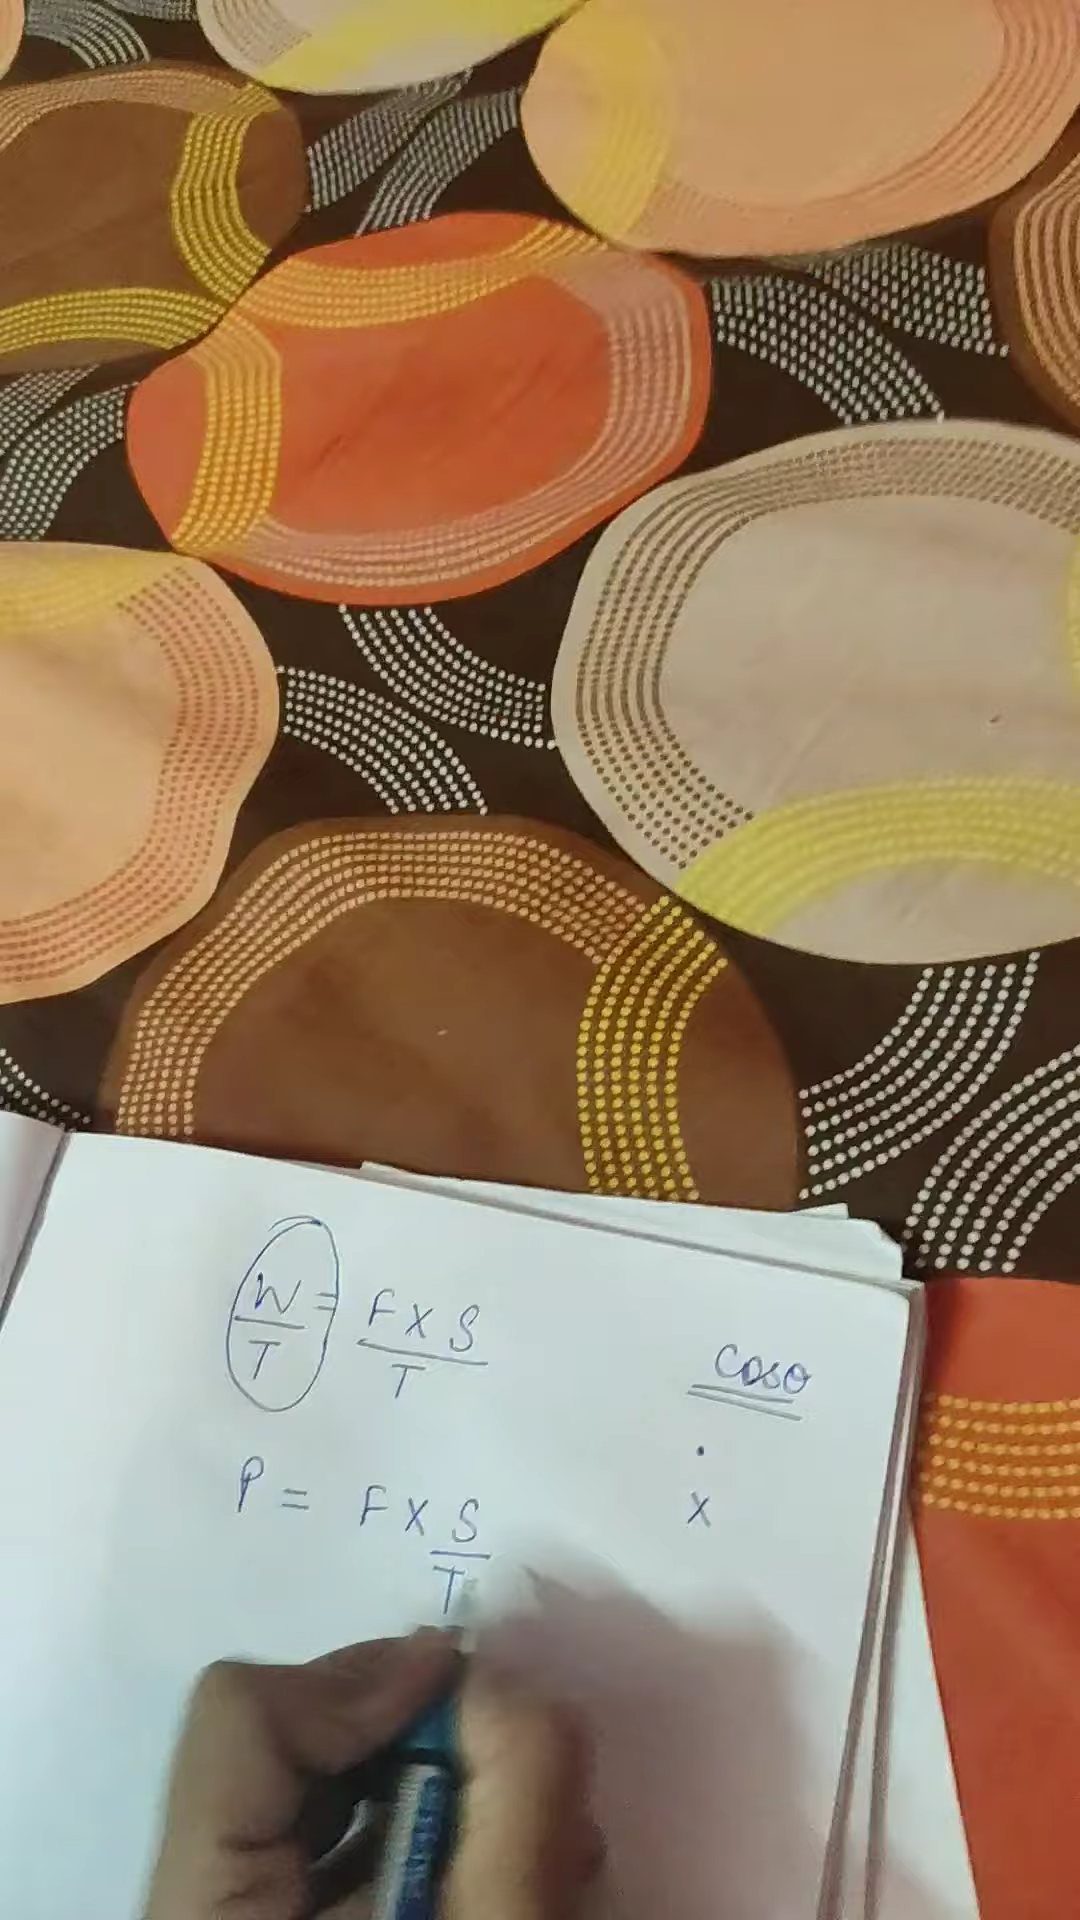 W/T = F X S/T
cosθ
.
X
P = F X S/T